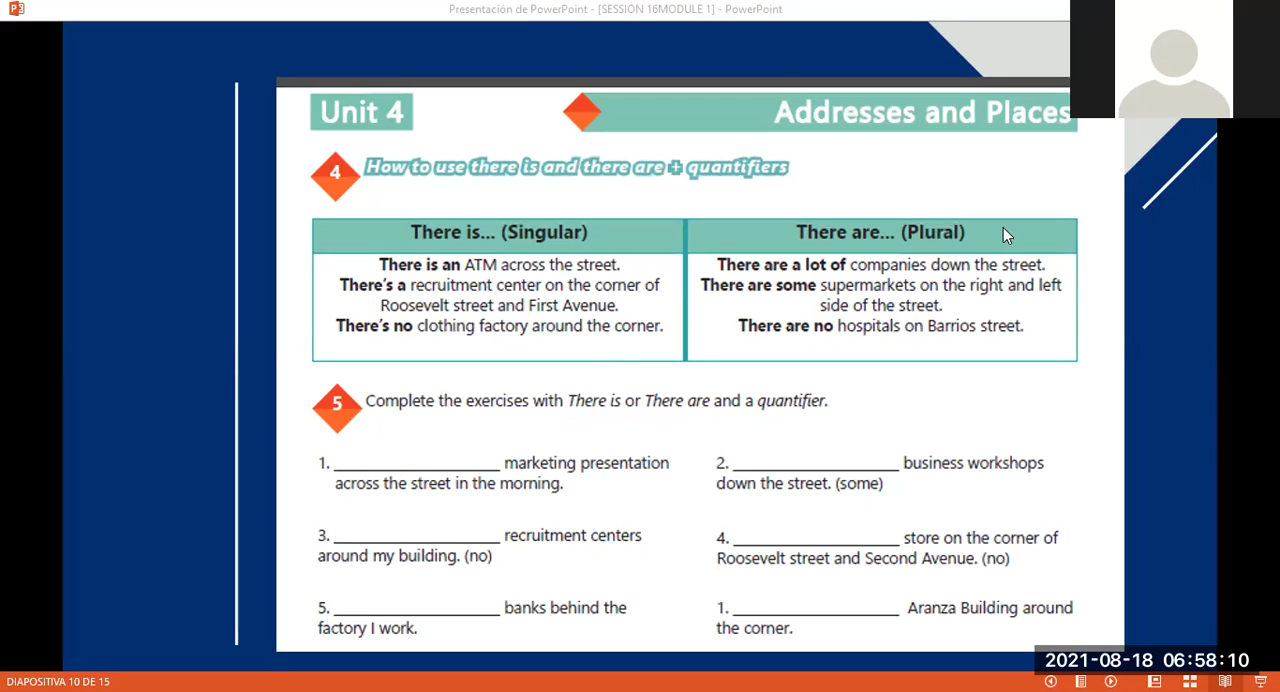 Presentación de PowerPoint - [SESSION 16MODULE 1] - PowerPoint
Unit 4
Addresses and Places
4
How to use there is and there are + quantifiers
There is... (Singular)
There are... (Plural)
There is an ATM across the street.
There's a recruitment center on the corner of
Roosevelt street and First Avenue.
There's no clothing factory around the corner.
There are a lot of companies down the street.
There are some supermarkets on the right and left
side of the street.
There are no hospitals on Barrios street.
5
Complete the exercises with There is or There are and a quantifier.
1. __________________ marketing presentation
across the street in the morning.
2. __________________ business workshops
down the street. (some)
3. __________________ recruitment centers
around my building. (no)
4. __________________ store on the corner of
Roosevelt street and Second Avenue. (no)
5. __________________ banks behind the
factory I work.
1. __________________ Aranza Building around
the corner.
2021-08-18 06:58:10
DIAPOSITIVA 10 DE 15